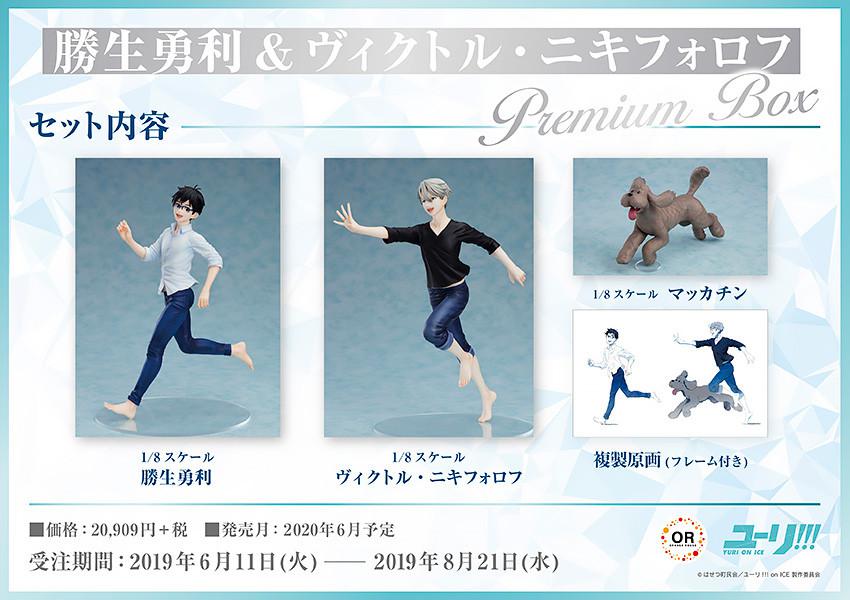 勝生勇利 & ヴィクトル・ニキフォロフ
Premium Box
セット内容
1/8 スケール
勝生勇利
1/8 スケール
ヴィクトル・ニキフォロフ
1/8 スケール マッカチン
複製原画 (フレーム付き)
■価格：20,909円＋税 ■発売月：2020年6月予定
受注期間：2019年6月11日(火) ── 2019年8月21日(水)
OR
ユーリ!!!
YURI ON ICE
©はせつ町民会／ユーリ!!! on ICE 製作委員会